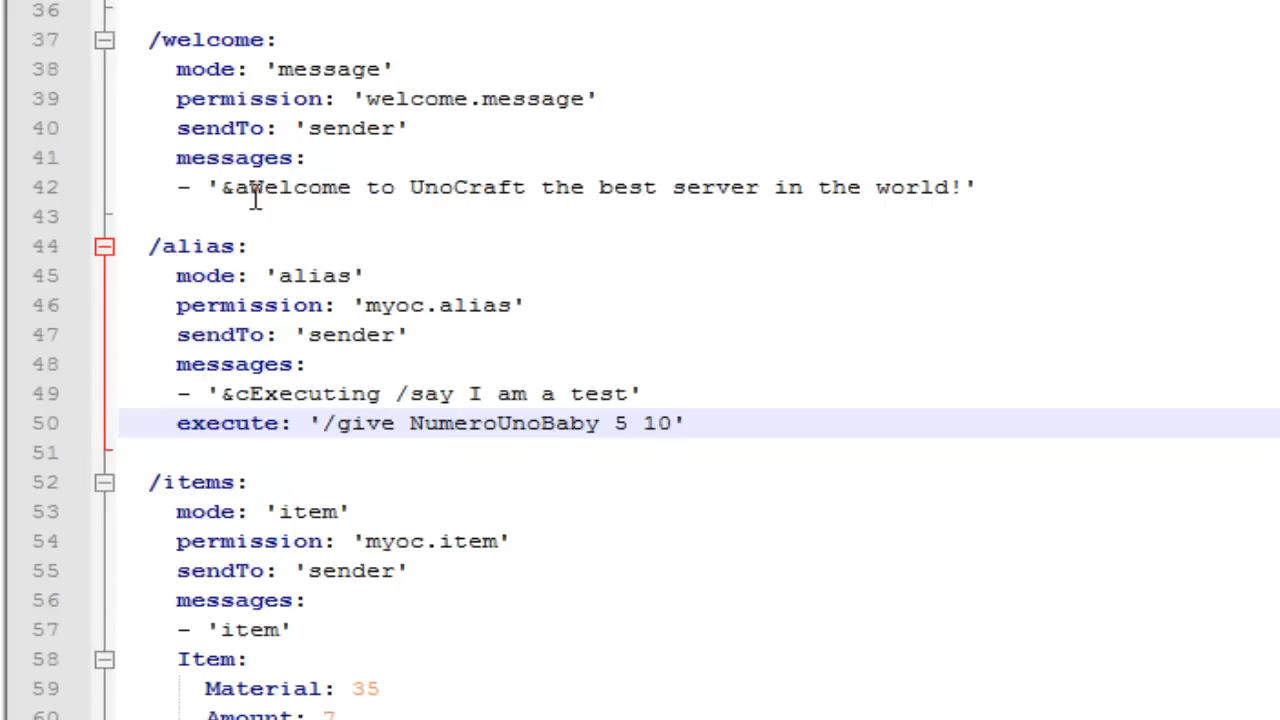 36
37 /welcome:
38 mode: 'message'
39 permission: 'welcome.message'
40 sendTo: 'sender'
41 messages:
42 - '&aWelcome to UnoCraft the best server in the world!'
43
44 /alias:
45 mode: 'alias'
46 permission: 'myoc.alias'
47 sendTo: 'sender'
48 messages:
49 - '&cExecuting /say I am a test'
50 execute: '/give NumeroUnoBaby 5 10'
51
52 /items:
53 mode: 'item'
54 permission: 'myoc.item'
55 sendTo: 'sender'
56 messages:
57 - 'item'
58 Item:
59 Material: 35
60 Amount: 7